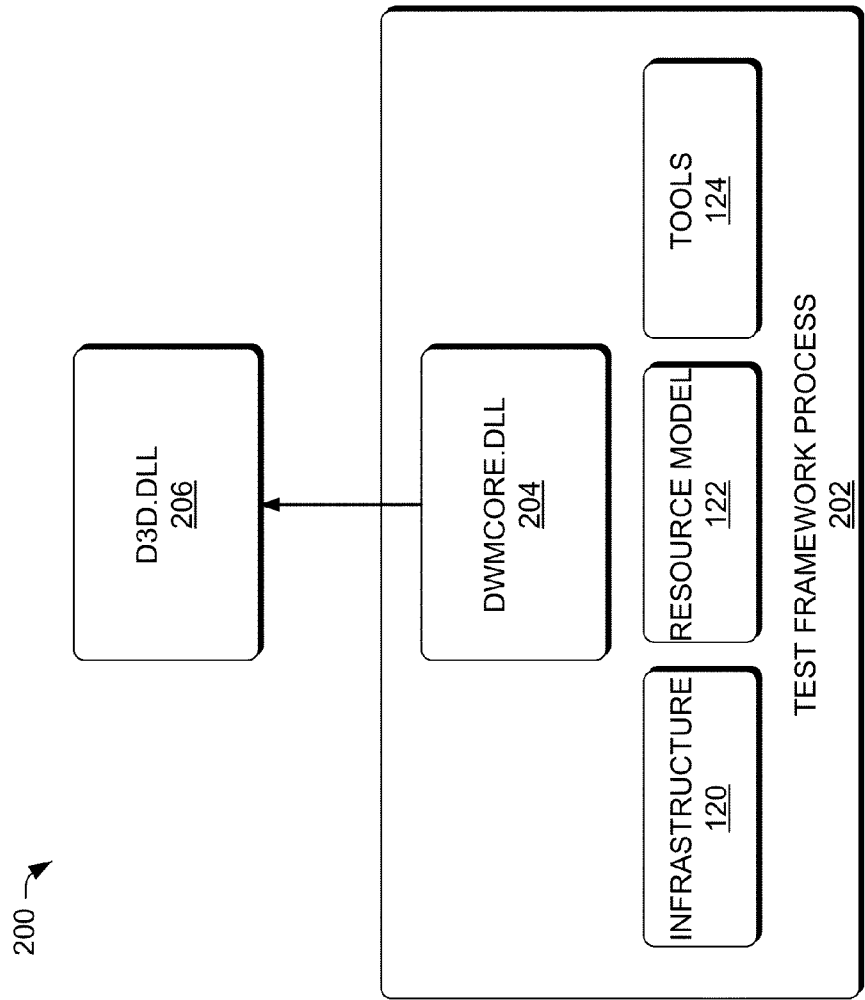 200
D3D.DLL
206
DWMCORE.DLL
204
INFRASTRUCTURE
120
RESOURCE MODEL
122
TOOLS
124
TEST FRAMEWORK PROCESS
202